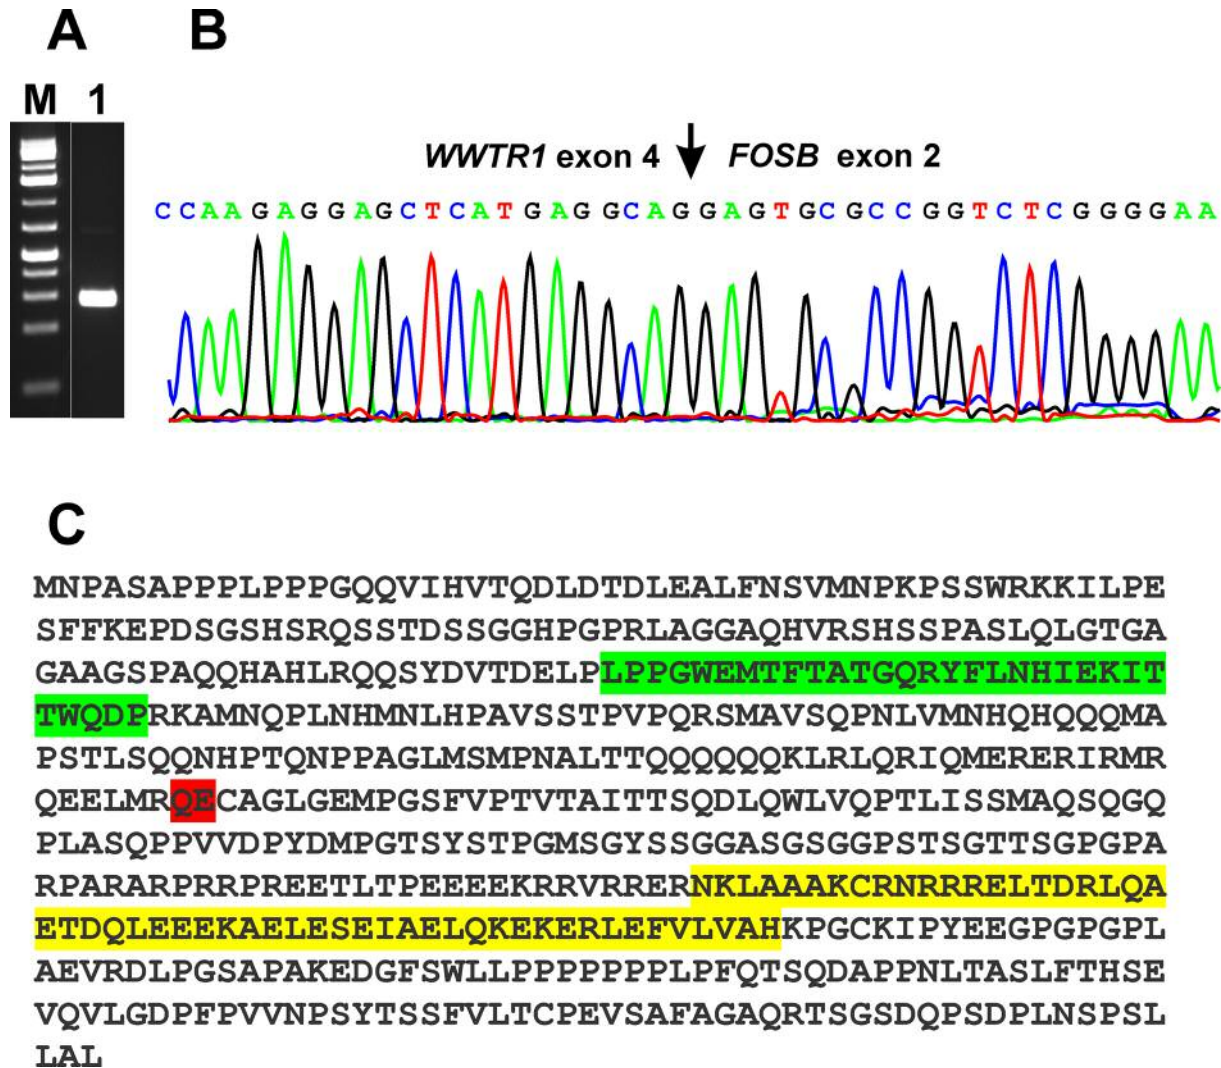 A
B
M 1
WWTR1 exon 4 FOSB exon 2
CCAAGAGGAGCTCATGAGGCAGGAGTGCGCCGGTCTCGGGGAA
C
MNPASAPPPLPPPGQQVIHVTQDLDTDLEALFNSVMNPKPSSWRKKILPE
SFFKEPDSGSHSRQSSTDSSGGHPGPRLAGGAQHVRSHSSPASLQLGTGA
GAAGSPAQQHAHLRQQSYDVTDELPLPPGWEMTFTATGQRYFLNHIEKIT
TWQDPRKAMNQPLNHMNLHPAVSSTPVPQRSMAVSQPNLVMNHQHQQQMA
PSTLSQQNHPTQNPPAGLMSMPNALTTQQQQQQKLRLQRIQMERERIRMR
QEELMRQECAGLGEMPGSFVPTVTAITTSQDLQWLVQPTLISSMAQSQGQ
PLASQPPVVDPYDMPGTSYSTPGMSGYSSGGASGSGGPSTSGTTSGPGPA
RPARARPRRPREETLTPEEEEKRRVRRERNKLAAAKCRNRRRELTDRLQA
ETDQLEEEKAELESEIAELQKEKERLEFVLVAHKPGCKIPYEEGPGPGPL
AEVRDLPGSAPAKEDGFSWLLPPPPPPPLPFQTSQDAPPNLTASLFTHSE
VQVLGDPFPVVNPSYTSSFVLTCPEVSAFAGAQRTSGSDQPSDPLNSPSL
LAL